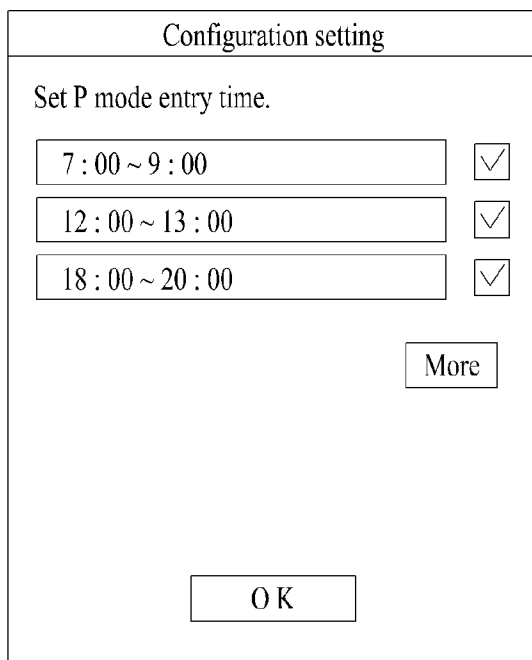 Configuration setting
Set P mode entry time.
7 : 00 ~ 9 : 00
12 : 00 ~ 13 : 00
18 : 00 ~ 20 : 00
More
O K